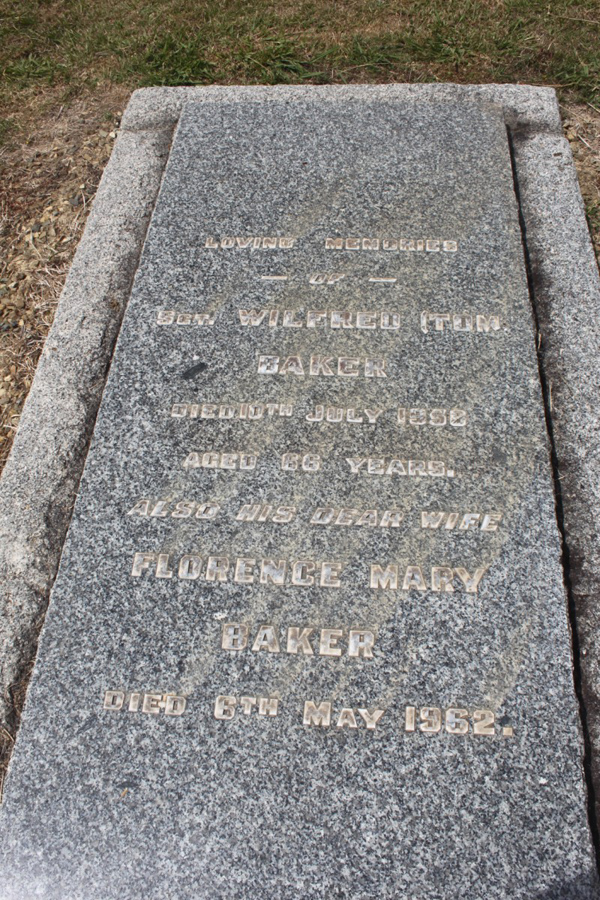 LOVING MEMORIES
— OF —
SGT. WILFRED (TOM)
BAKER
DIED 10TH JULY
AGED 66 YEARS.
ALSO HIS DEAR WIFE
FLORENCE MARY
BAKER
DIED 6TH MAY 1962.